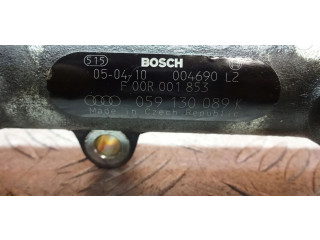 515 BOSCH
05-04-10 004690 L2
F 00R 001 853
059 130 089 K
Made in Czech Republic